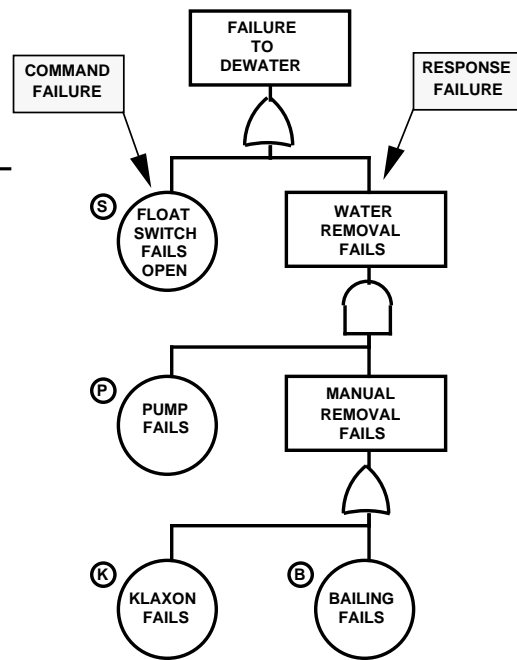 FAILURE
TO
DEWATER
COMMAND
FAILURE
RESPONSE
FAILURE
S
FLOAT
SWITCH
FAILS
OPEN
WATER
REMOVAL
FAILS
P
PUMP
FAILS
MANUAL
REMOVAL
FAILS
K
KLAXON
FAILS
B
BAILING
FAILS